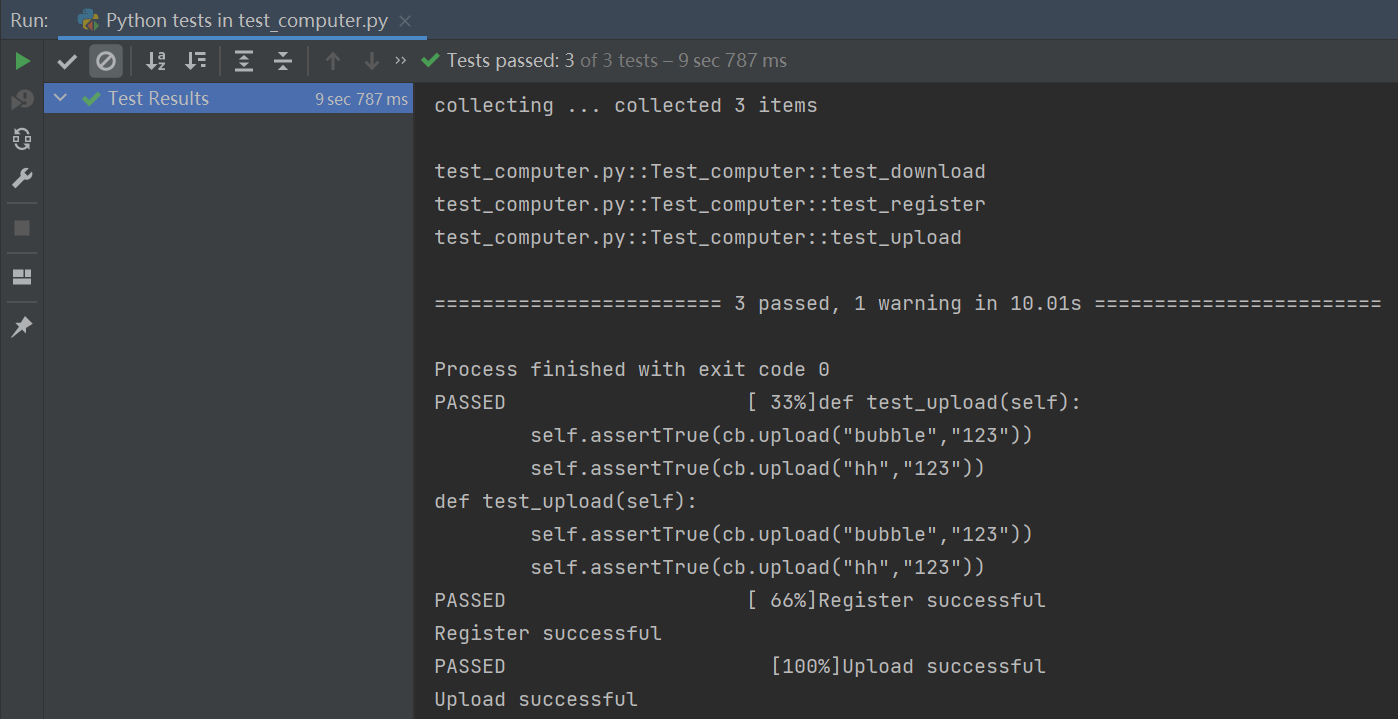 Run: Python tests in test_computer.py ×
Tests passed: 3 of 3 tests – 9 sec 787 ms
Test Results 9 sec 787 ms
collecting ... collected 3 items
test_computer.py::Test_computer::test_download
test_computer.py::Test_computer::test_register
test_computer.py::Test_computer::test_upload
======================== 3 passed, 1 warning in 10.01s ========================
Process finished with exit code 0
PASSED                    [ 33%]def test_upload(self):
        self.assertTrue(cb.upload("bubble","123"))
        self.assertTrue(cb.upload("hh","123"))
def test_upload(self):
        self.assertTrue(cb.upload("bubble","123"))
        self.assertTrue(cb.upload("hh","123"))
PASSED                    [ 66%]Register successful
Register successful
PASSED                      [100%]Upload successful
Upload successful